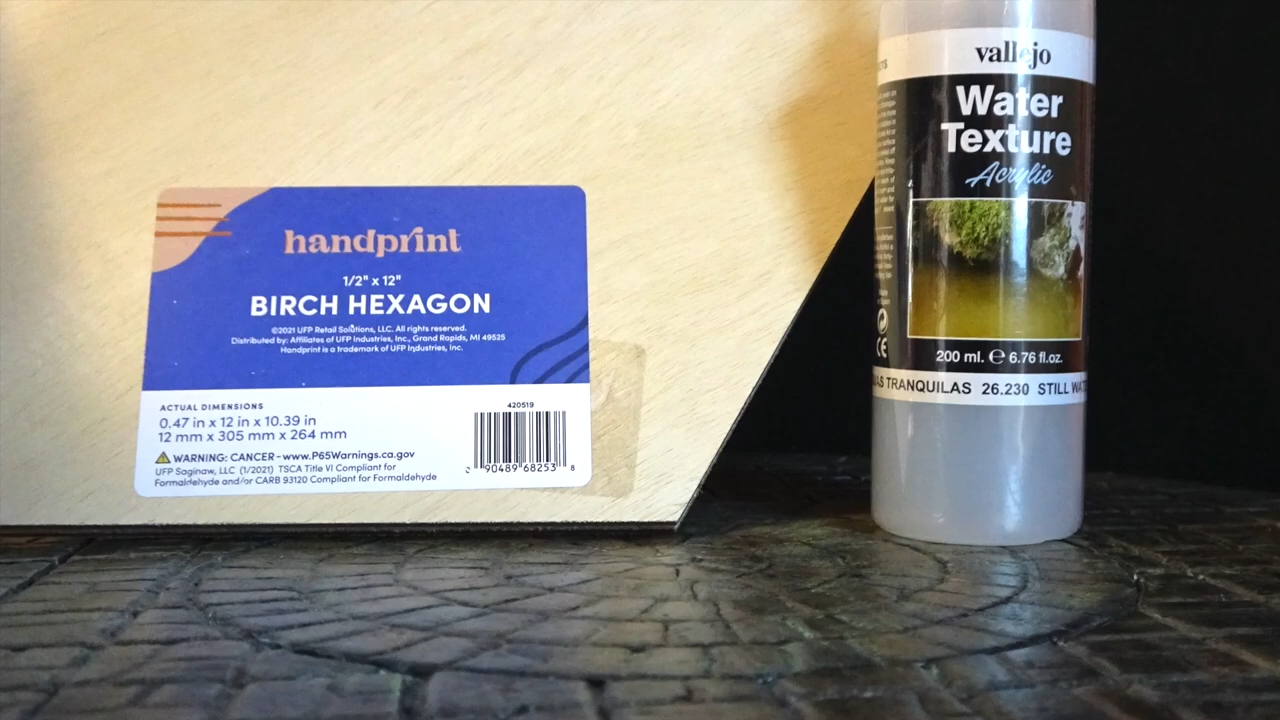 handprint
1/2" x 12"
BIRCH HEXAGON
©2021 UFP Retail Solutions, LLC. All rights reserved.
Distributed by: Affiliates of UFP Industries, Inc., Grand Rapids, MI 49525
Handprint is a trademark of UFP Industries, Inc.
ACTUAL DIMENSIONS
0.47 in x 12 in x 10.39 in
12 mm x 305 mm x 264 mm
WARNING: CANCER - www.P65Warnings.ca.gov
UFP Saginaw, LLC (1/2021) TSCA Title VI Compliant for
Formaldehyde and/or CARB 93120 Compliant for Formaldehyde
420519
0 90489 68253 8
vallejo
Water
Texture
Acrylic
CE
200 ml. ℮ 6.76 fl.oz.
TRANQUILAS 26.230 STILL